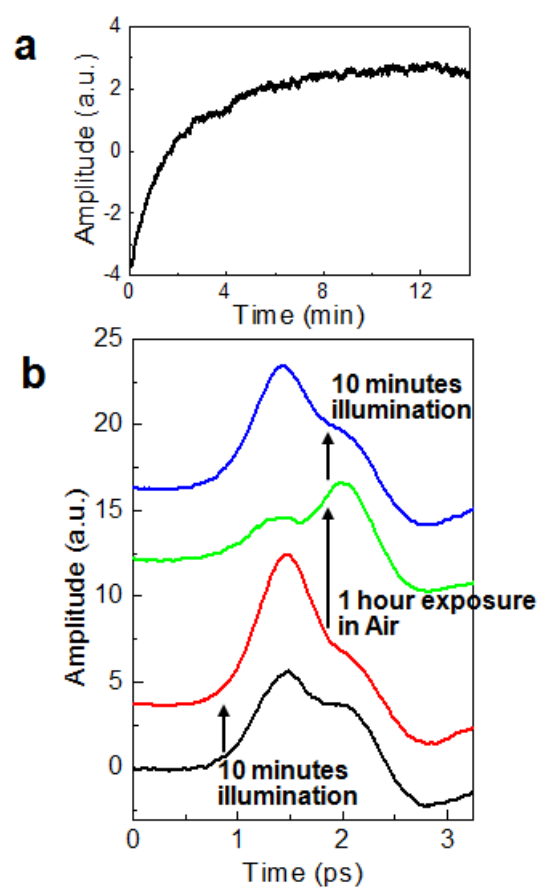 a
4
2
0
-2
-4
Amplitude (a.u.)
0
4
8
12
Time (min)
b
25
20
15
10
5
0
Amplitude (a.u.)
10 minutes
illumination
1 hour exposure
in Air
10 minutes
illumination
0
1
2
3
Time (ps)